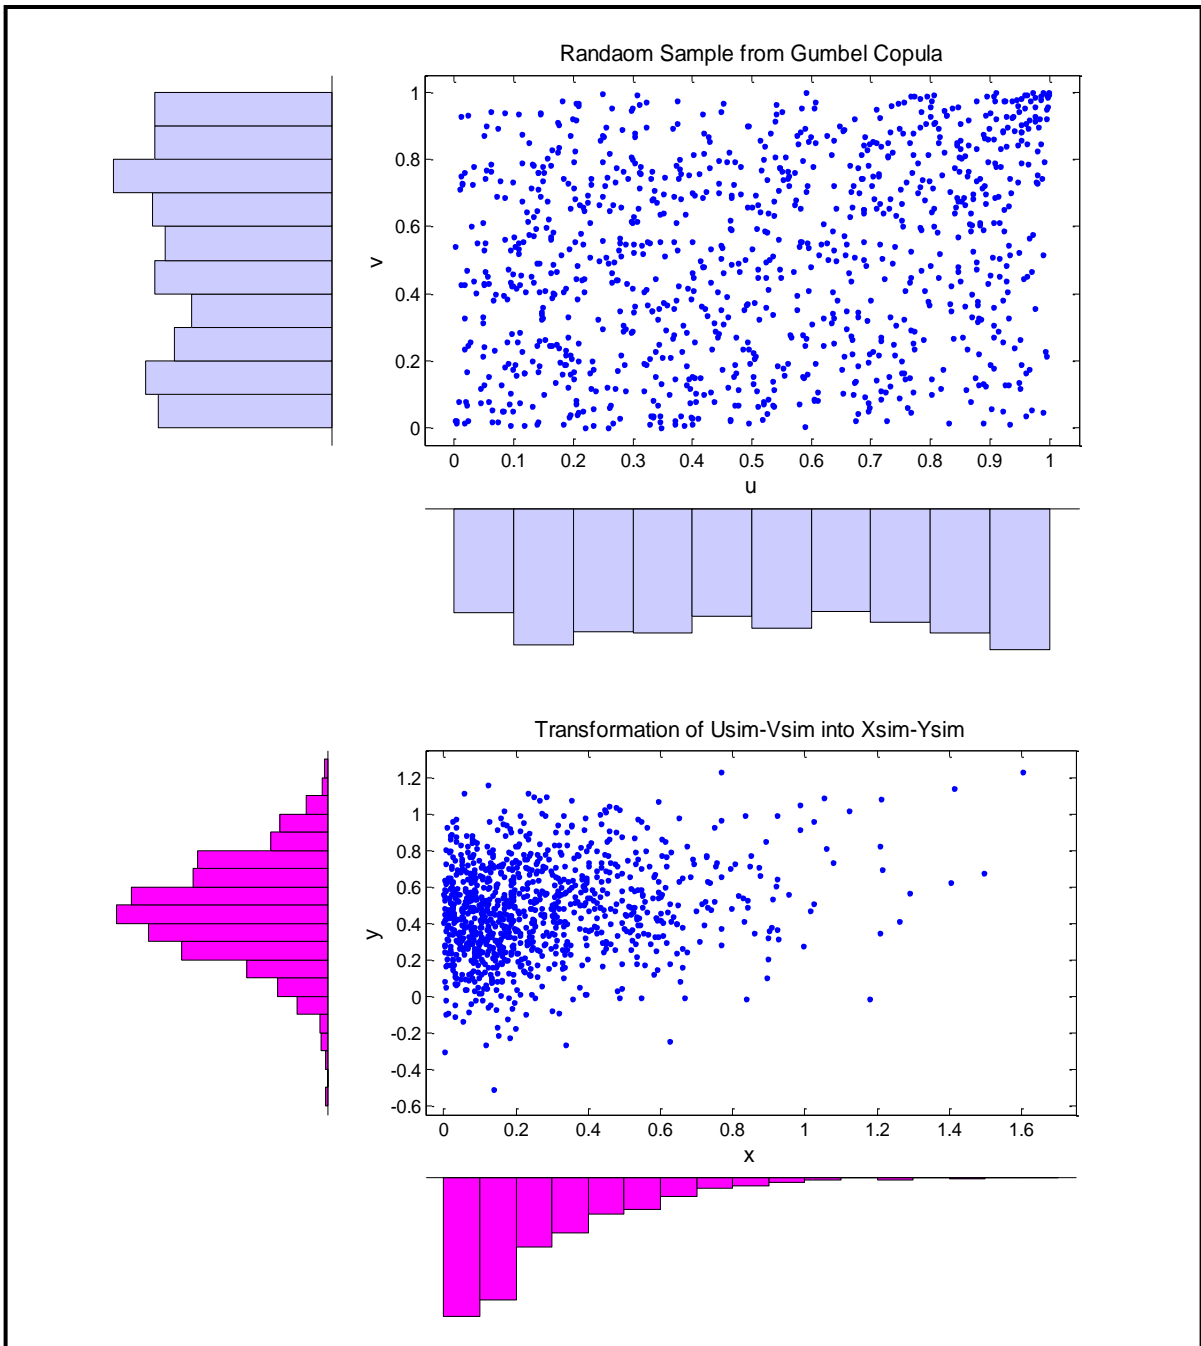 Randaom Sample from Gumbel Copula
1
0.8
0.6
0.4
0.2
0
v
0 0.1 0.2 0.3 0.4 0.5 0.6 0.7 0.8 0.9 1
u
Transformation of Usim-Vsim into Xsim-Ysim
1.2
1
0.8
0.6
0.4
0.2
0
-0.2
-0.4
-0.6
y
0 0.2 0.4 0.6 0.8 1 1.2 1.4 1.6
x